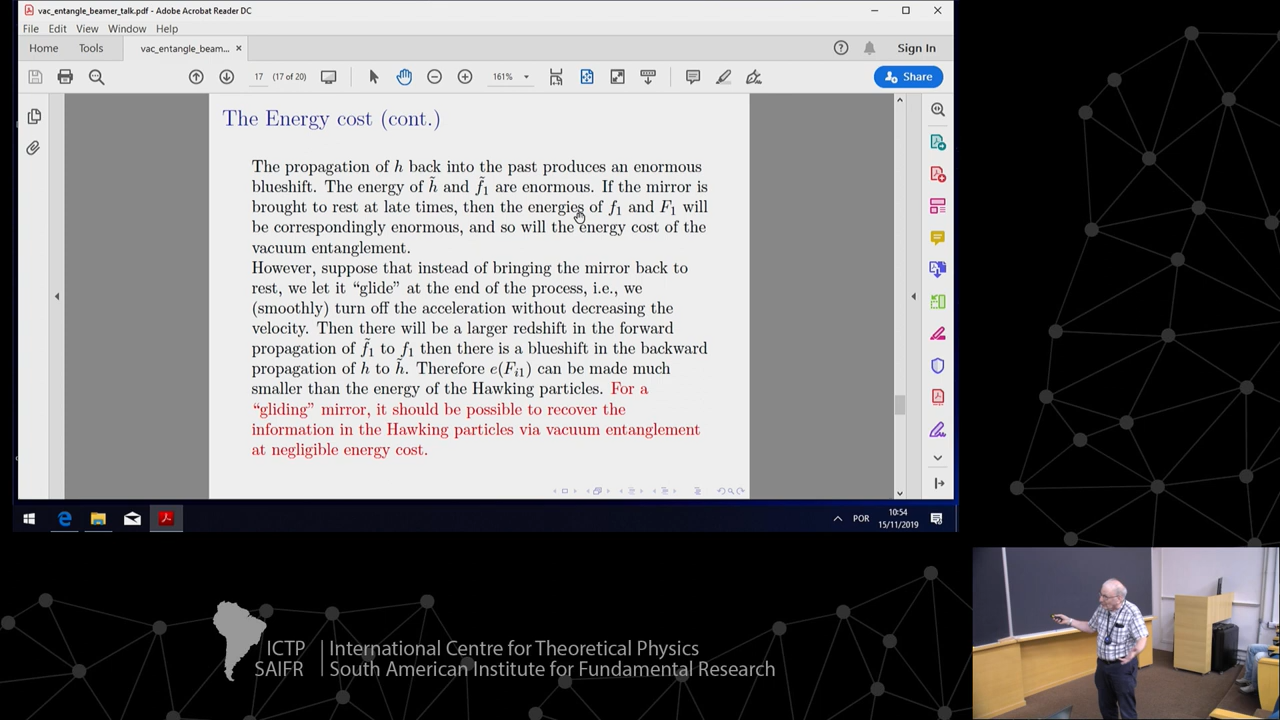 vac_entangle_beamer_talk.pdf - Adobe Acrobat Reader DC
File Edit View Window Help
Home Tools vac_entangle_beam... × Sign In
17 (17 of 20) 161% Share
The Energy cost (cont.)
The propagation of h back into the past produces an enormous
blueshift. The energy of h̃ and f̃₁ are enormous. If the mirror is
brought to rest at late times, then the energies of f₁ and F₁ will
be correspondingly enormous, and so will the energy cost of the
vacuum entanglement.
However, suppose that instead of bringing the mirror back to
rest, we let it “glide” at the end of the process, i.e., we
(smoothly) turn off the acceleration without decreasing the
velocity. Then there will be a larger redshift in the forward
propagation of f̃₁ to f₁ then there is a blueshift in the backward
propagation of h to h̃. Therefore e(Fᵢ₁) can be made much
smaller than the energy of the Hawking particles. For a
“gliding” mirror, it should be possible to recover the
information in the Hawking particles via vacuum entanglement
at negligible energy cost.
POR
10:54
15/11/2019
ICTP International Centre for Theoretical Physics
SAIFR South American Institute for Fundamental Research